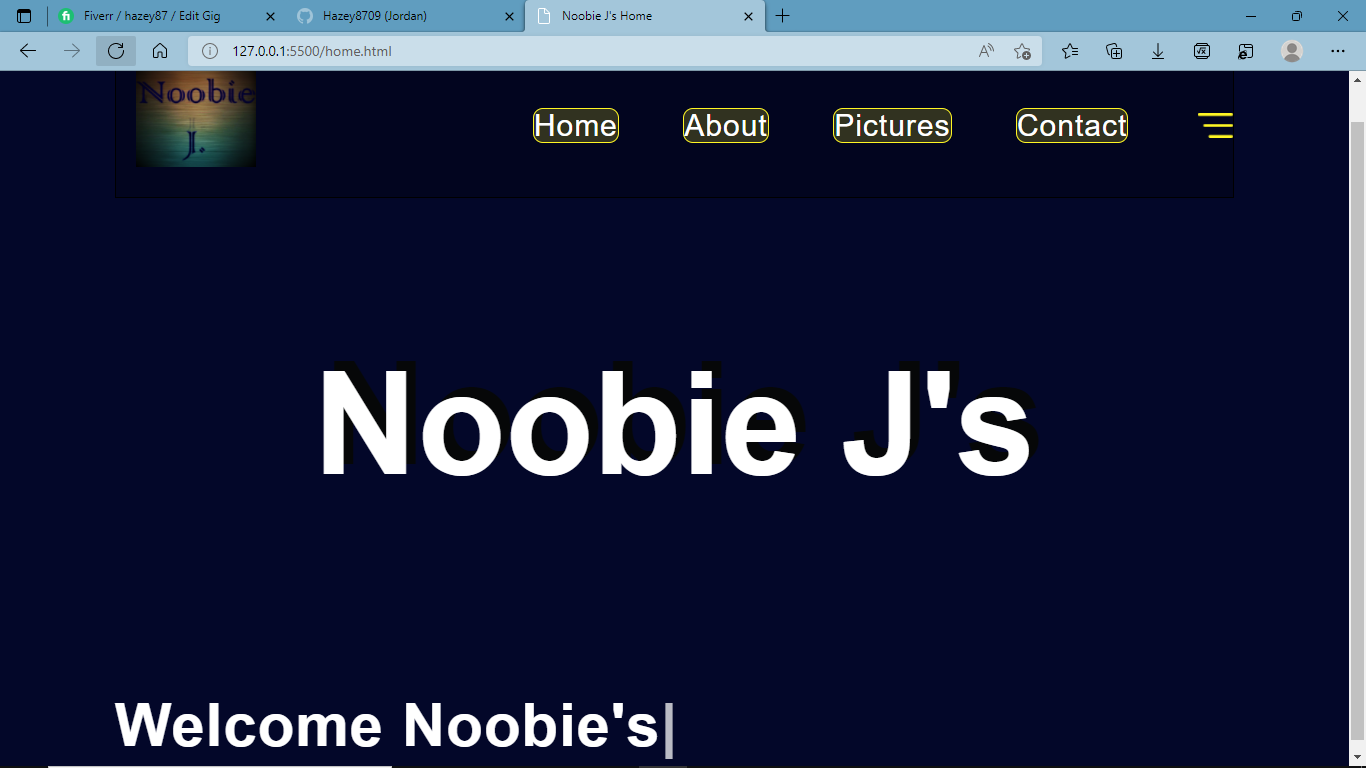 Fiverr / hazey87 / Edit Gig
Hazey8709 (Jordan)
Noobie J's Home
127.0.0.1:5500/home.html
Noobie
J.
Home
About
Pictures
Contact
Noobie J's
Welcome Noobie's|